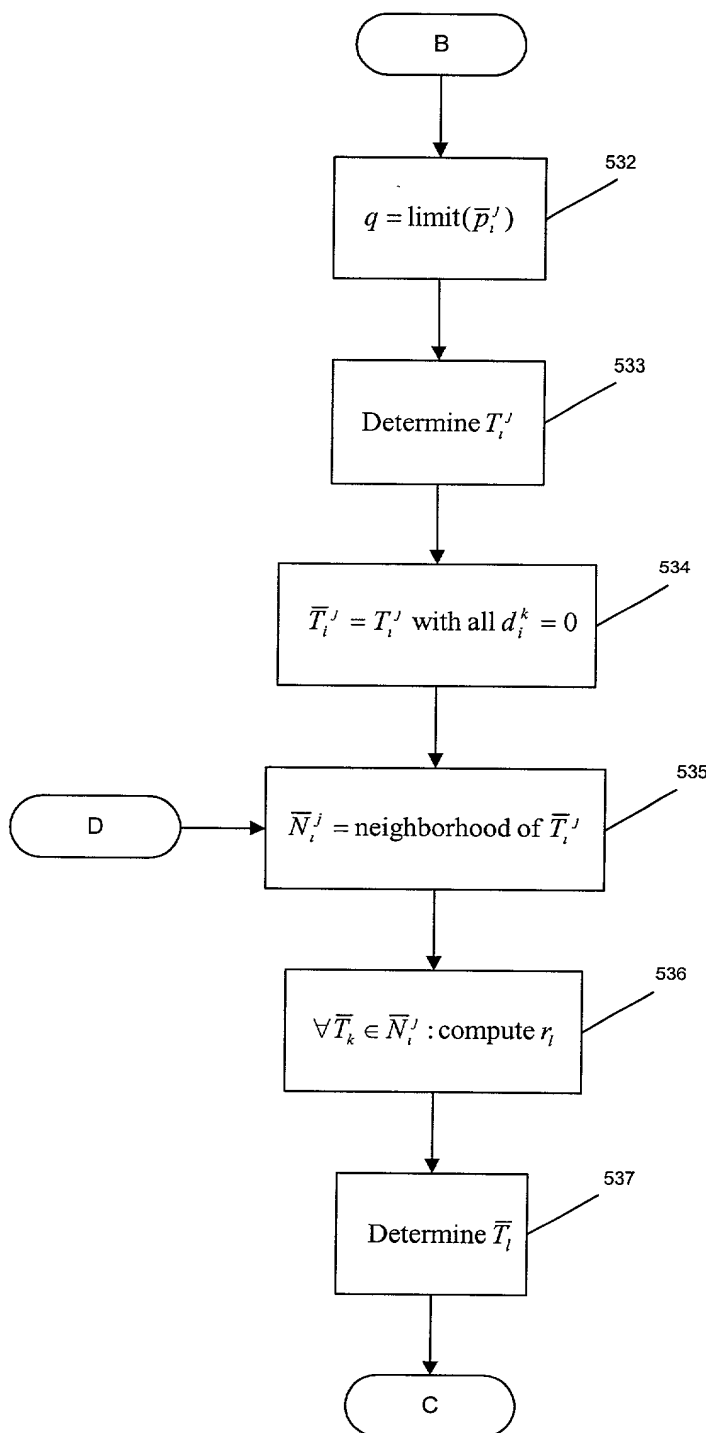 B
532
q = limit(p̅ᵢʲ)
533
Determine Tᵢʲ
534
T̅ᵢʲ = Tᵢʲ with all dᵢᵏ = 0
535
D
N̅ᵢʲ = neighborhood of T̅ᵢʲ
536
∀T̅ₖ ∈ N̅ᵢʲ : compute rₗ
537
Determine T̅ₗ
C